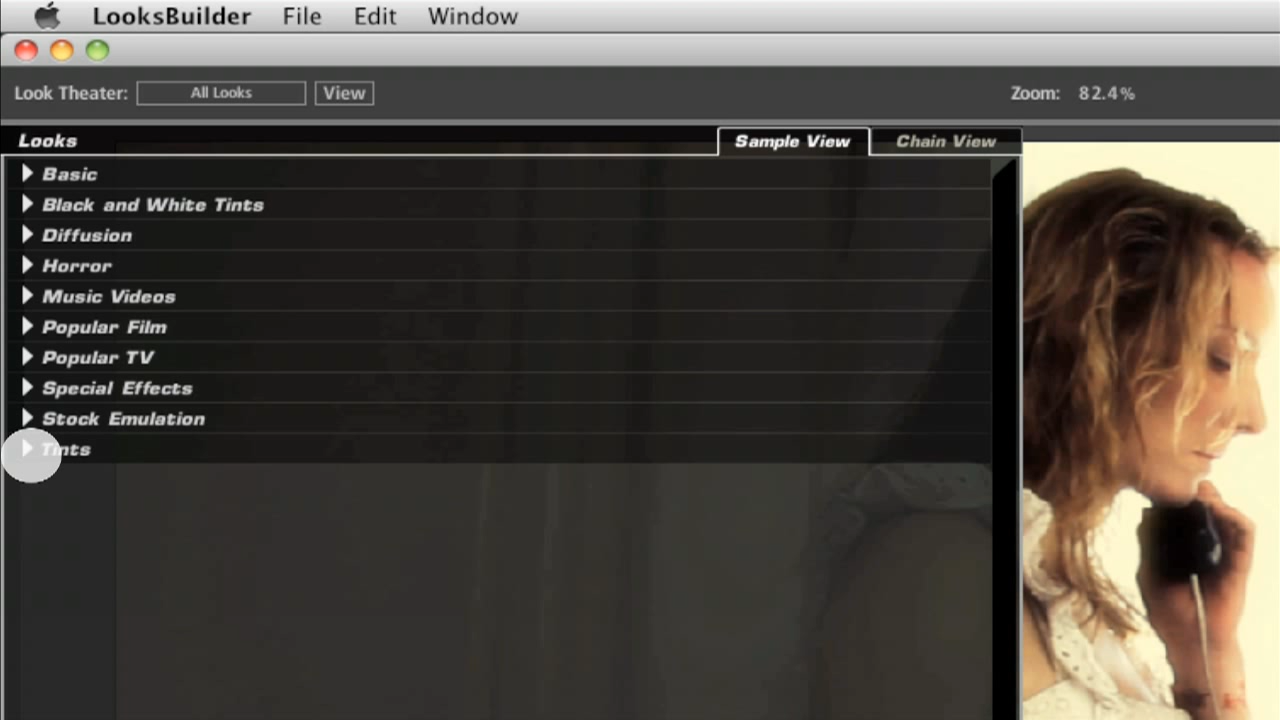 LooksBuilder File Edit Window
Look Theater: All Looks View Zoom: 82.4%
Looks Sample View Chain View
Basic
Black and White Tints
Diffusion
Horror
Music Videos
Popular Film
Popular TV
Special Effects
Stock Emulation
Tints